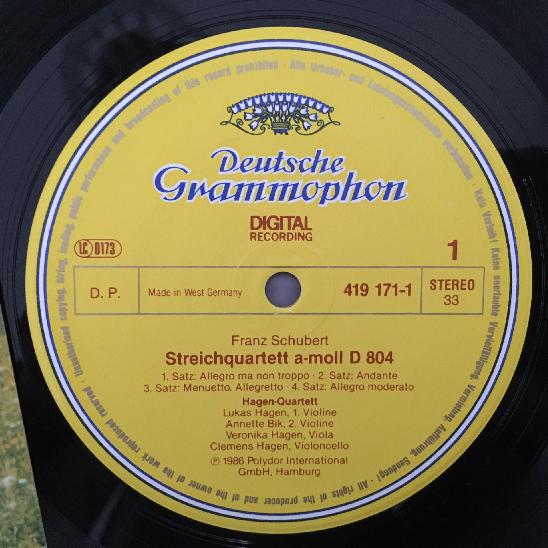 Deutsche
Grammophon
DIGITAL
RECORDING
LC 0173
1
D. P.
Made in West Germany
419 171-1
STEREO
33
Franz Schubert
Streichquartett a-moll D 804
1. Satz: Allegro ma non troppo · 2. Satz: Andante
3. Satz: Menuetto. Allegretto · 4. Satz: Allegro moderato
Hagen-Quartett
Lukas Hagen, 1. Violine
Annette Bik, 2. Violine
Veronika Hagen, Viola
Clemens Hagen, Violoncello
℗ 1986 Polydor International
GmbH, Hamburg
Alle Urheber- und Leistungsschutzrechte vorbehalten · Kein Verleih! Keine unerlaubte Vervielfältigung, Vermietung, Aufführung, Sendung! · All rights of the producer and of the owner of the work reproduced reserved · Unauthorised copying, hiring, lending, public performance and broadcasting of this record prohibited ·